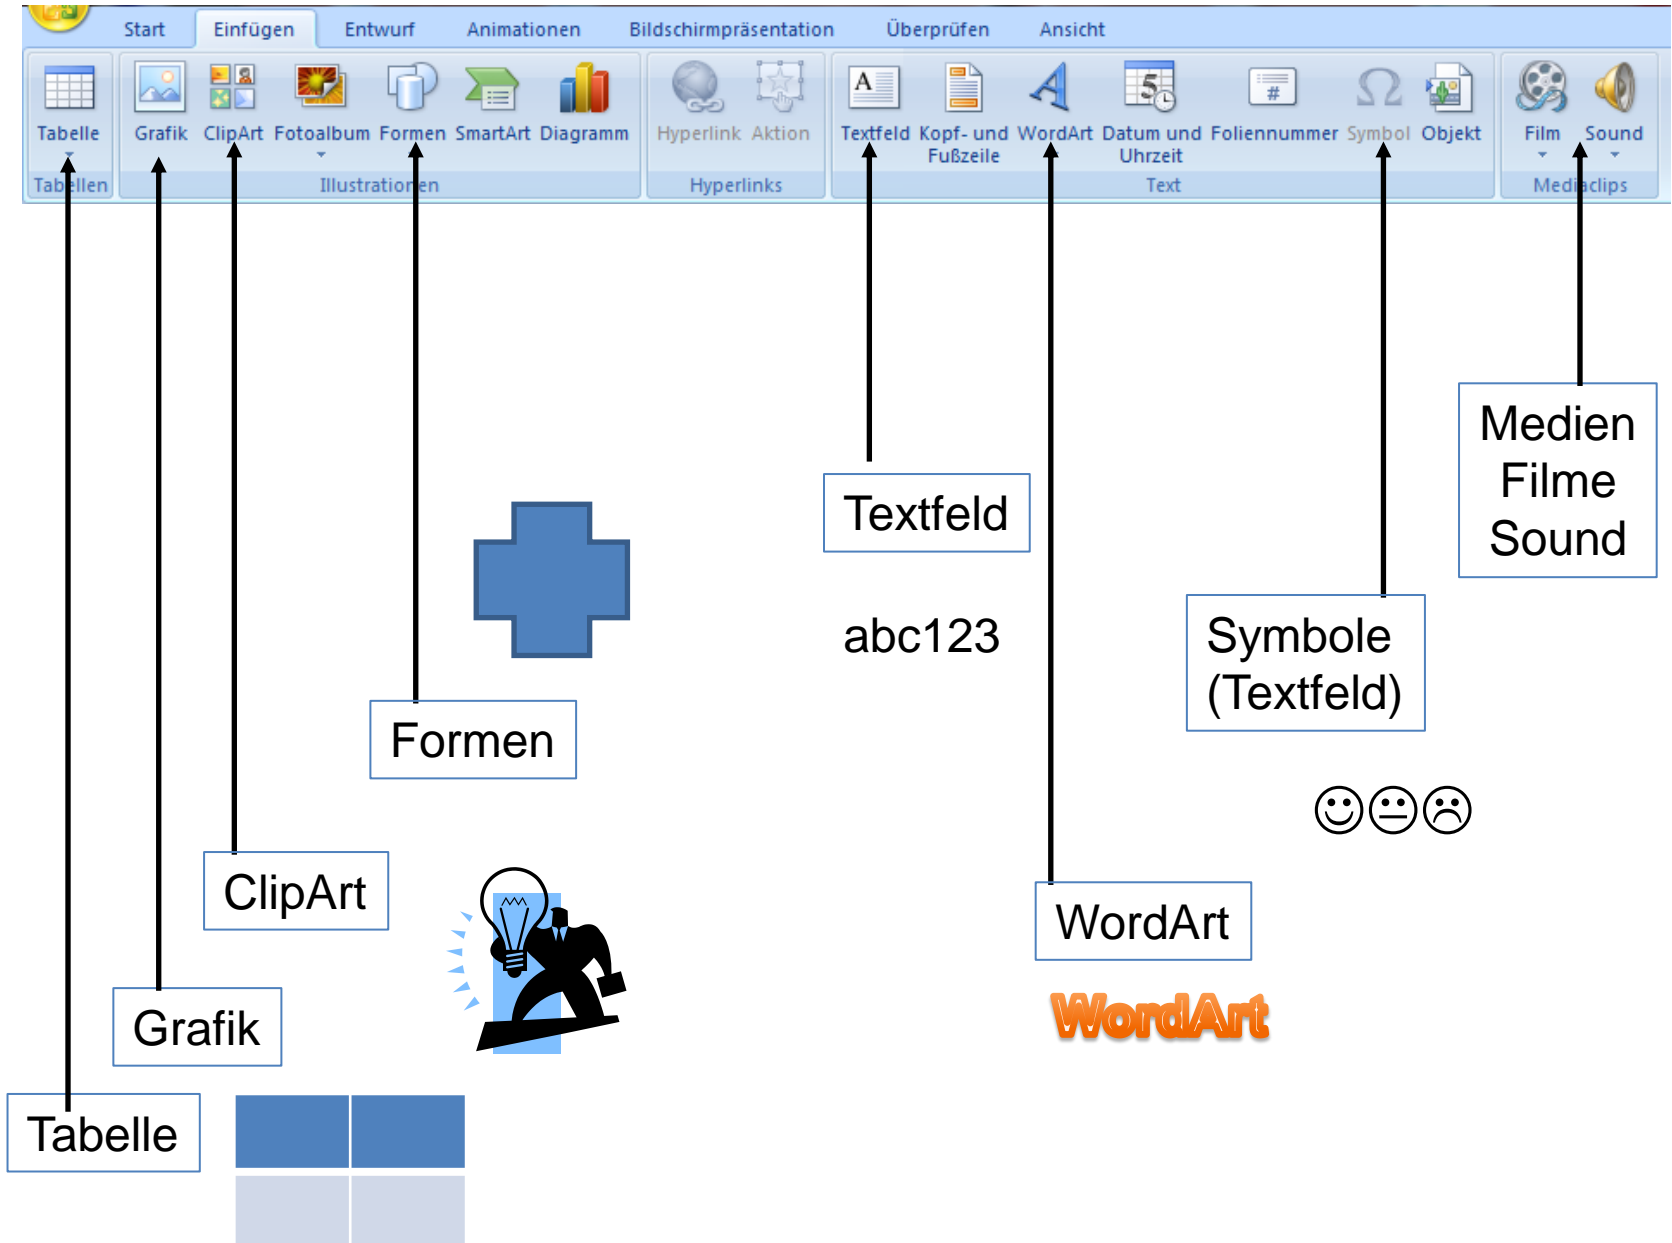 Start Einfügen Entwurf Animationen Bildschirmpräsentation Überprüfen Ansicht
Tabelle Grafik ClipArt Fotoalbum Formen SmartArt Diagramm Hyperlink Aktion Textfeld Kopf- und Fußzeile WordArt Datum und Uhrzeit Foliennummer Symbol Objekt Film Sound
Tabellen Illustrationen Hyperlinks Text Mediaclips
Medien
Filme
Sound
Textfeld
abc123
Symbole
(Textfeld)
Formen
ClipArt
WordArt
WordArt
Grafik
Tabelle